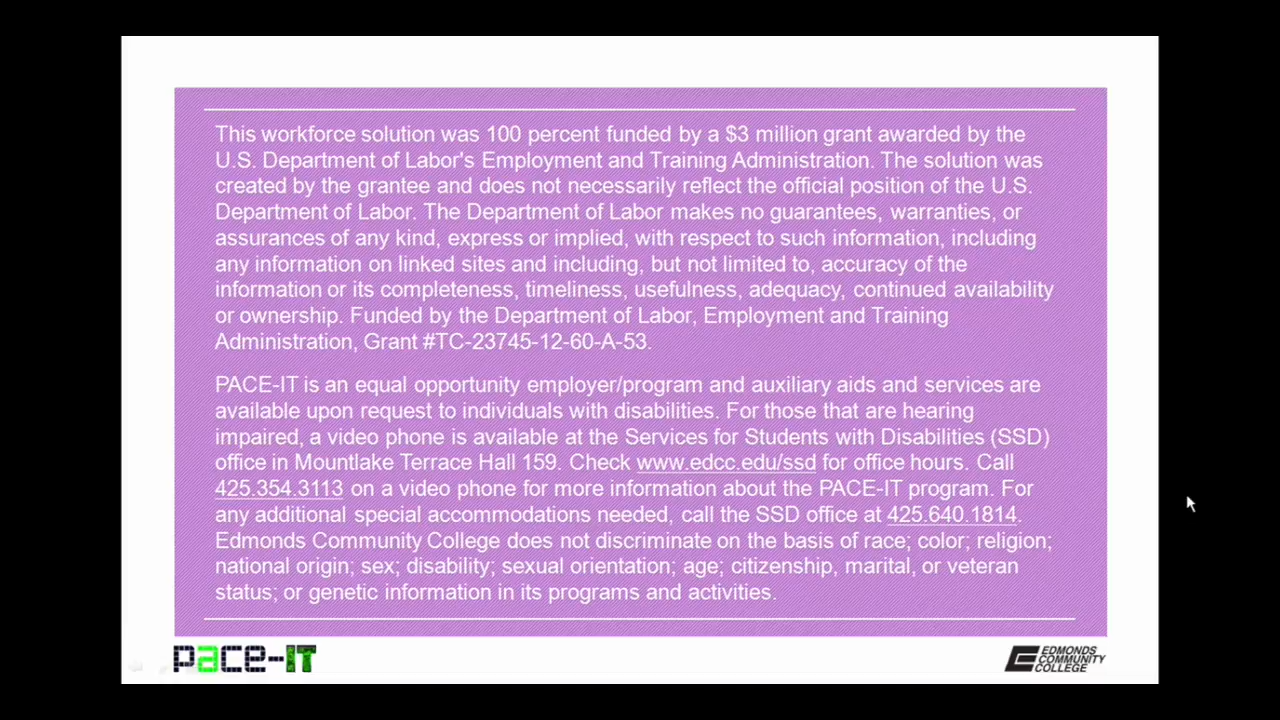 This workforce solution was 100 percent funded by a $3 million grant awarded by the
U.S. Department of Labor's Employment and Training Administration. The solution was
created by the grantee and does not necessarily reflect the official position of the U.S.
Department of Labor. The Department of Labor makes no guarantees, warranties, or
assurances of any kind, express or implied, with respect to such information, including
any information on linked sites and including, but not limited to, accuracy of the
information or its completeness, timeliness, usefulness, adequacy, continued availability
or ownership. Funded by the Department of Labor, Employment and Training
Administration, Grant #TC-23745-12-60-A-53.
PACE-IT is an equal opportunity employer/program and auxiliary aids and services are
available upon request to individuals with disabilities. For those that are hearing
impaired, a video phone is available at the Services for Students with Disabilities (SSD)
office in Mountlake Terrace Hall 159. Check www.edcc.edu/ssd for office hours. Call
425.354.3113 on a video phone for more information about the PACE-IT program. For
any additional special accommodations needed, call the SSD office at 425.640.1814.
Edmonds Community College does not discriminate on the basis of race; color; religion;
national origin; sex; disability; sexual orientation; age; citizenship, marital, or veteran
status; or genetic information in its programs and activities.
pace-IT
EDMONDS
COMMUNITY
COLLEGE